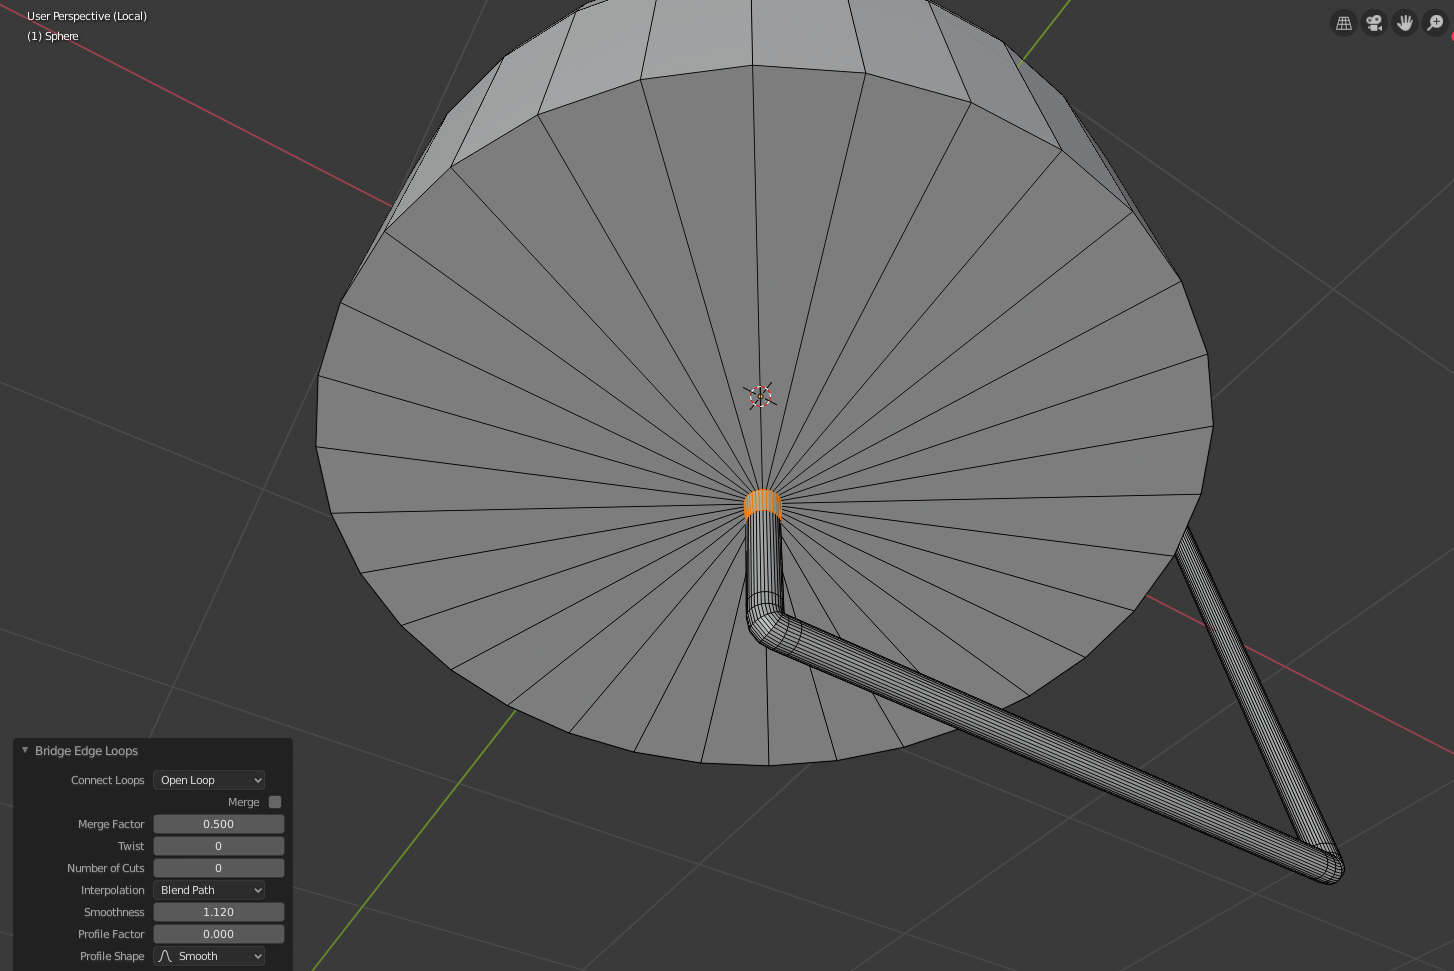 User Perspective (Local)
(1) Sphere
Bridge Edge Loops
Connect Loops Open Loop
Merge
Merge Factor 0.500
Twist 0
Number of Cuts 0
Interpolation Blend Path
Smoothness 1.120
Profile Factor 0.000
Profile Shape Smooth